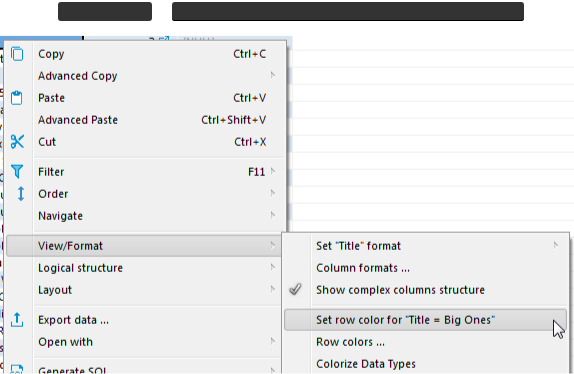 Copy Ctrl+C
Advanced Copy
Paste Ctrl+V
Advanced Paste Ctrl+Shift+V
Cut Ctrl+X
Filter F11
Order
Navigate
View/Format
Set "Title" format
Logical structure
Column formats ...
Layout
Show complex columns structure
Export data ...
Set row color for "Title = Big Ones"
Open with
Row colors ...
Colorize Data Types
Generate SQL